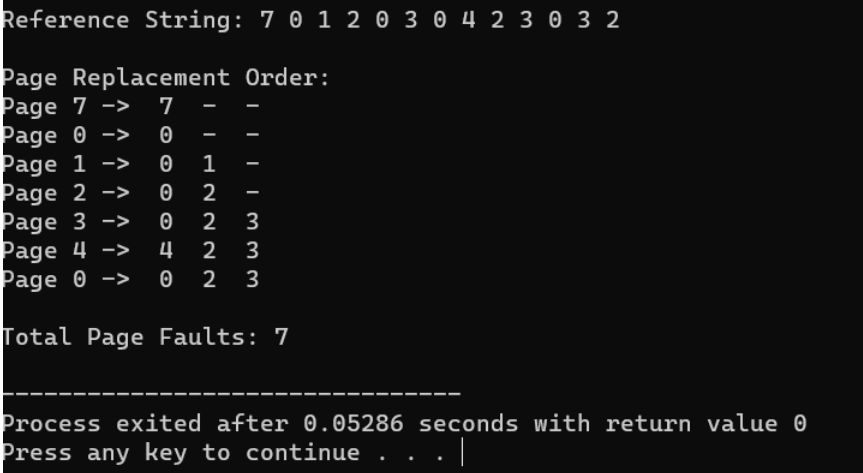 Reference String: 7 0 1 2 0 3 0 4 2 3 0 3 2
Page Replacement Order:
Page 7 -> 7 - -
Page 0 -> 0 - -
Page 1 -> 0 1 -
Page 2 -> 0 2 -
Page 3 -> 0 2 3
Page 4 -> 4 2 3
Page 0 -> 0 2 3
Total Page Faults: 7
--------------------------------
Process exited after 0.05286 seconds with return value 0
Press any key to continue . . .